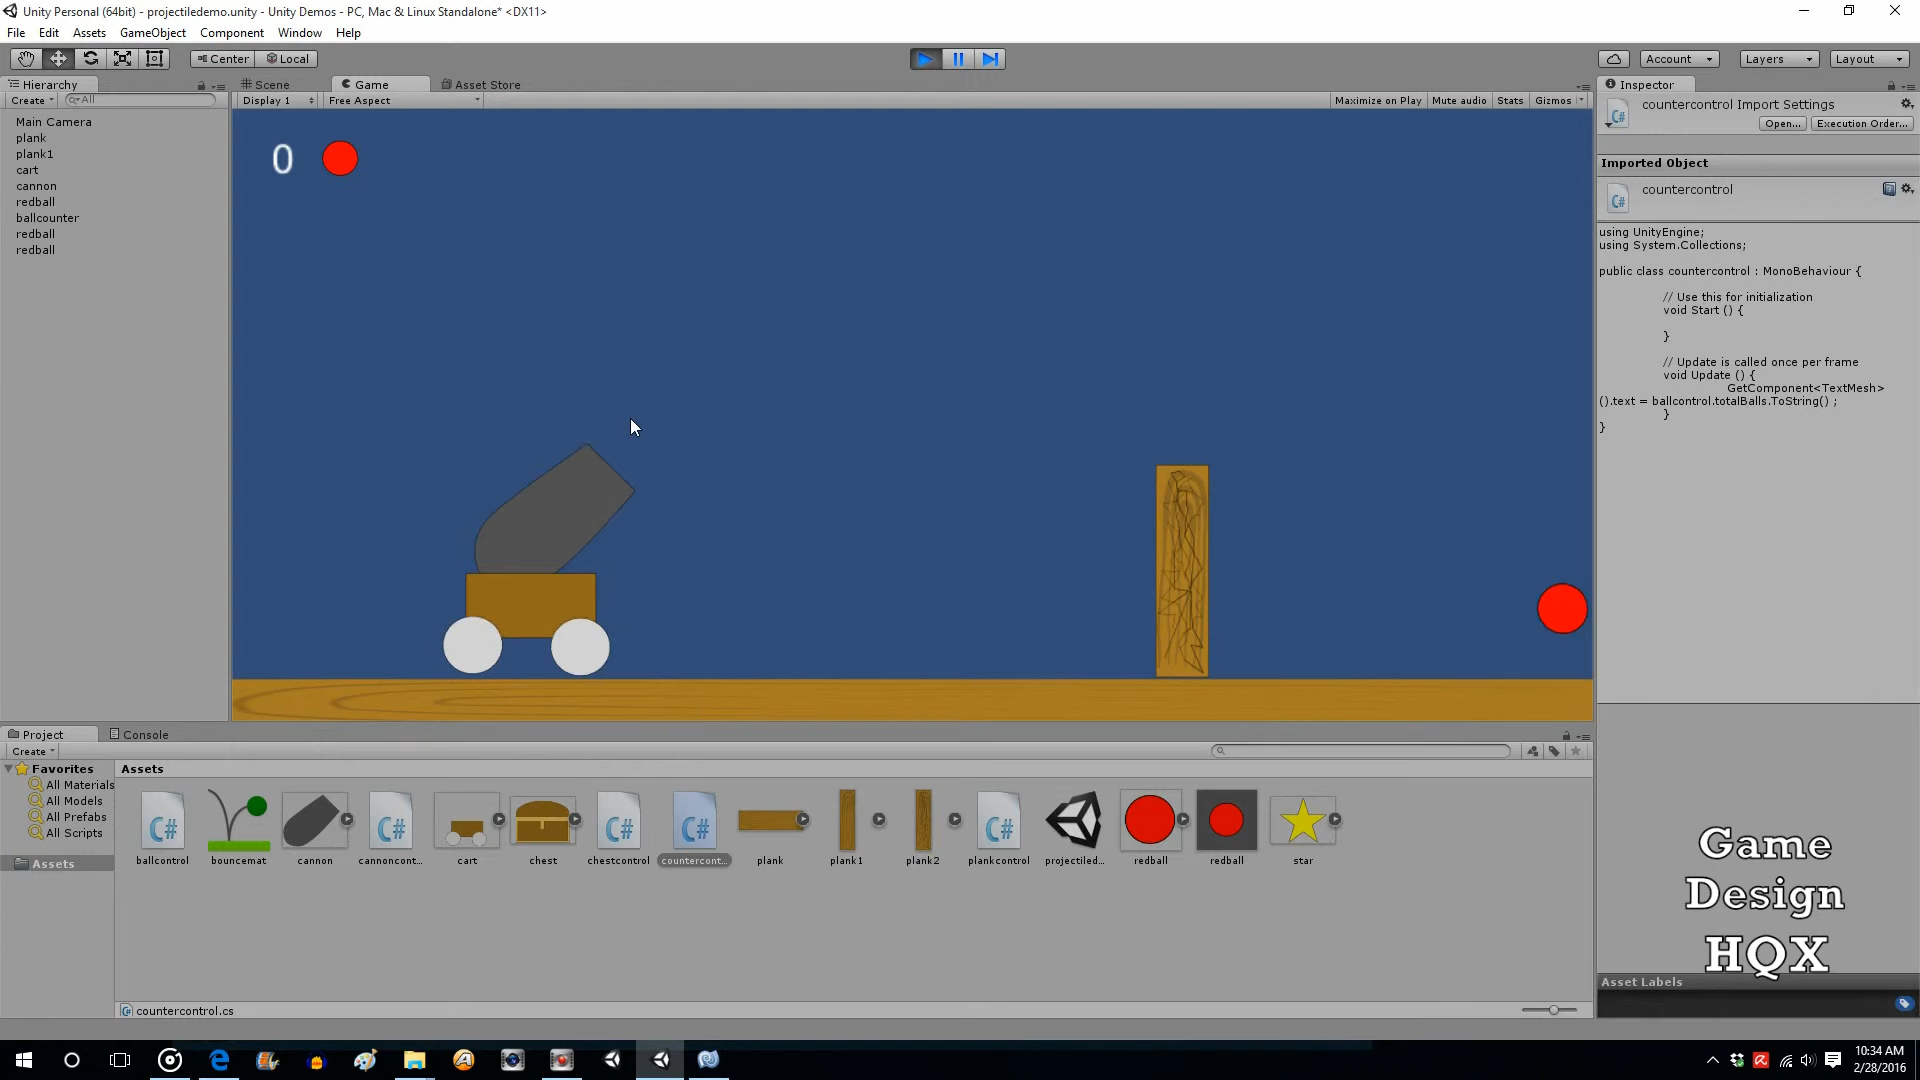 Unity Personal (64bit) - projectiledemo.unity - Unity Demos - PC, Mac & Linux Standalone* <DX11>
File Edit Assets GameObject Component Window Help
Center Local Account Layers Layout
Hierarchy
Create All
Main Camera
plank
plank1
cart
cannon
redball
ballcounter
redball
redball
Scene Game Asset Store
Display 1 Free Aspect Maximize on Play Mute audio Stats Gizmos
0
Inspector
countercontrol Import Settings
Open... Execution Order...
Imported Object
C#
countercontrol
using UnityEngine;
using System.Collections;
public class countercontrol : MonoBehaviour {
// Use this for initialization
void Start () {
}
// Update is called once per frame
void Update () {
GetComponent<TextMesh>
().text = ballcontrol.totalBalls.ToString() ;
}
}
Project Console
Create
Favorites
All Materials
All Models
All Prefabs
All Scripts
Assets
Assets
C# C# C# C# C#
ballcontrol bouncemat cannon cannoncont... cart chest chestcontrol countercont... plank plank1 plank2 plankcontrol projectiled... redball redball star
countercontrol.cs
Game
Design
HQX
Asset Labels
10:34 AM
2/28/2016